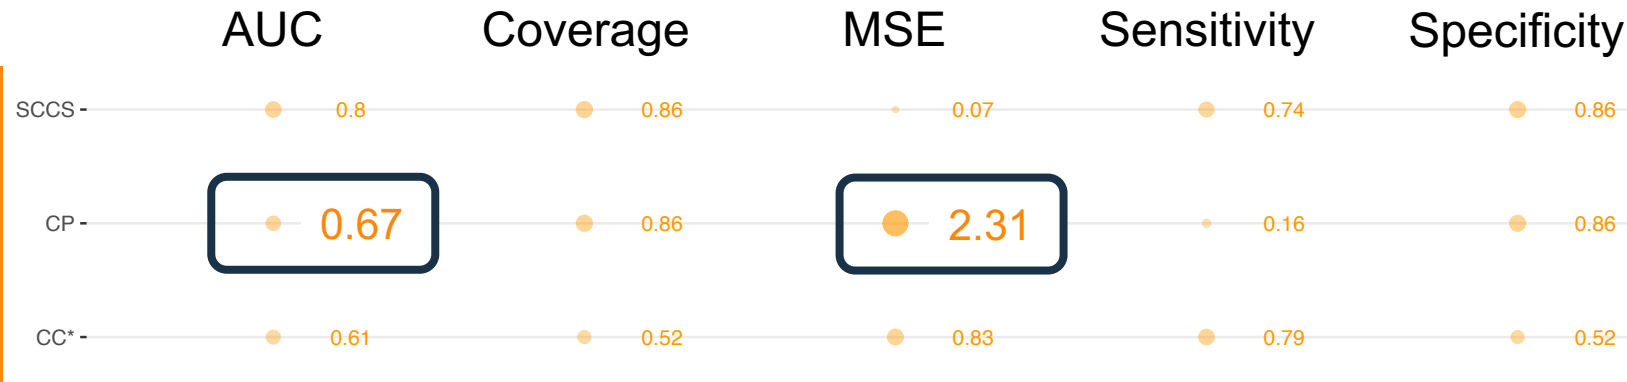 AUC Coverage MSE Sensitivity Specificity
SCCS 0.8 0.86 0.07 0.74 0.86
CP 0.67 0.86 2.31 0.16 0.86
CC* 0.61 0.52 0.83 0.79 0.52